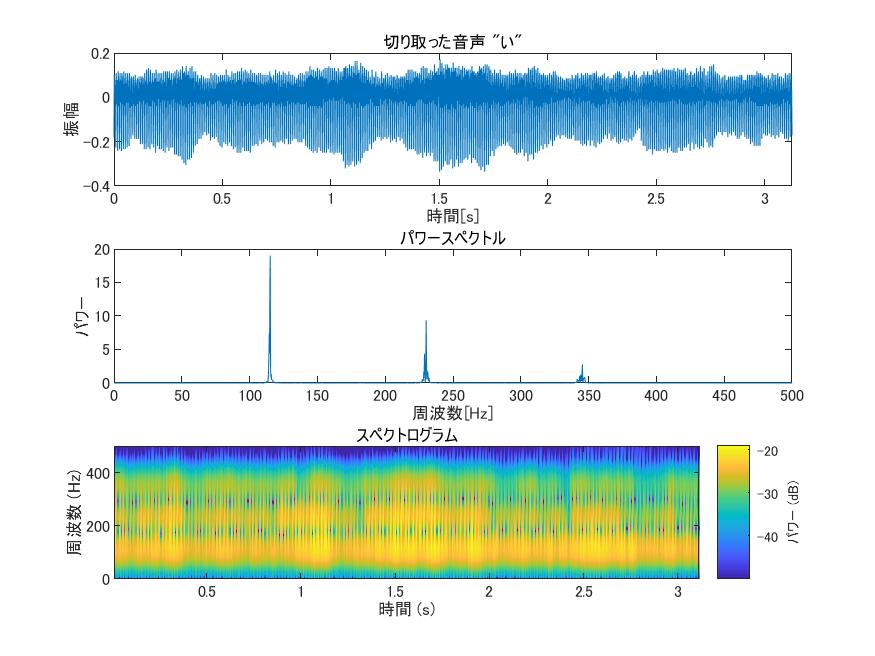 切り取った音声 "い"
0.2
0
-0.2
-0.4
振幅
0 0.5 1 1.5 2 2.5 3
時間[s]
パワースペクトル
20
15
10
5
0
パワー
0 50 100 150 200 250 300 350 400 450 500
周波数[Hz]
スペクトログラム
400
200
0
周波数 (Hz)
0.5 1 1.5 2 2.5 3
時間 (s)
-20
-30
-40
パワー (dB)